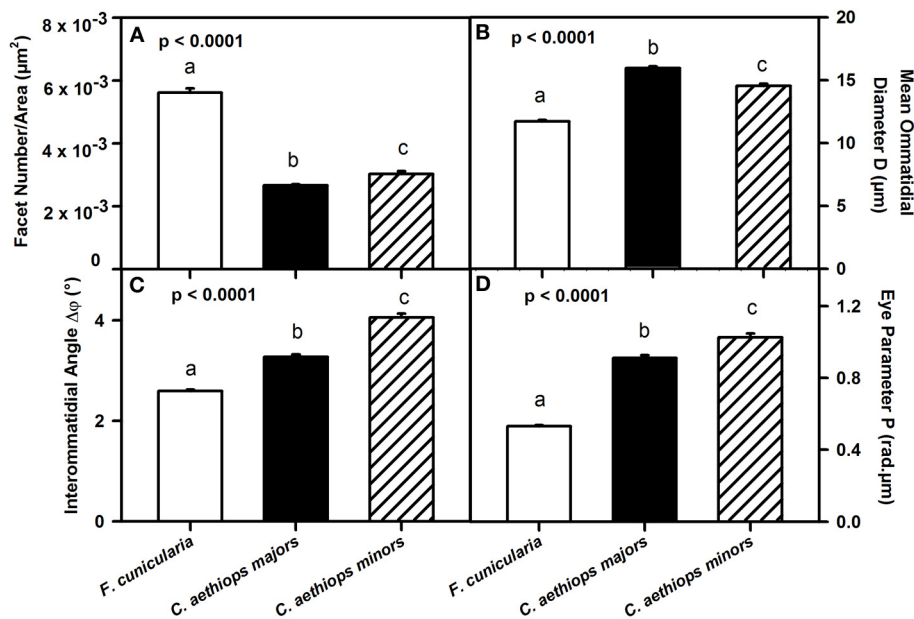 A
p < 0.0001
Facet Number/Area (µm²)
8 x 10⁻³
6 x 10⁻³
4 x 10⁻³
2 x 10⁻³
0
a
b
c
B
p < 0.0001
Mean Ommatidial
Diameter D (µm)
20
15
10
5
0
a
b
c
C
p < 0.0001
Interommatidial Angle Δφ (°)
4
2
0
a
b
c
D
p < 0.0001
Eye Parameter P (rad.µm)
1.2
0.8
0.4
0.0
a
b
c
F. cunicularia
C. aethiops majors
C. aethiops minors
F. cunicularia
C. aethiops majors
C. aethiops minors